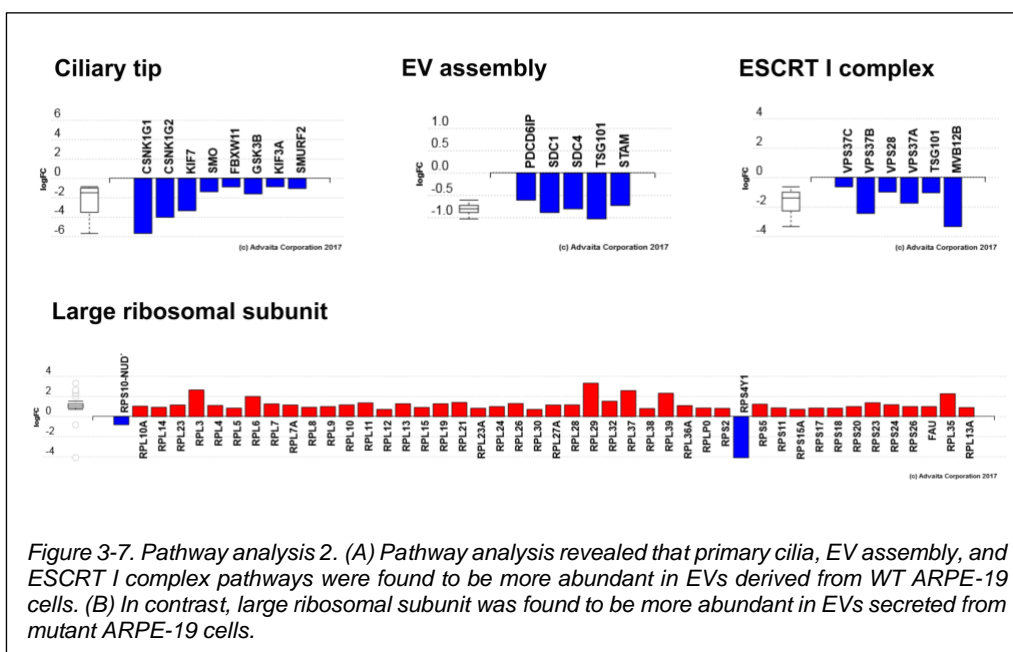 Ciliary tip
EV assembly
ESCRT I complex
6
4
2
0
-2
-4
-6
logFC
CSNK1G1
CSNK1G2
KIF7
SMO
FBXW11
GSK3B
KIF3A
SMURF2
(c) Advaita Corporation 2017
1.0
0.5
0.0
-0.5
-1.0
logFC
PDCD6IP
SDC1
SDC4
TSG101
STAM
(c) Advaita Corporation 2017
4
2
0
-2
-4
logFC
VPS37C
VPS37B
VPS28
VPS37A
TSG101
MVB12B
(c) Advaita Corporation 2017
Large ribosomal subunit
4
2
0
-2
-4
logFC
RPS10-NUD
RPL10A
RPL14
RPL23
RPL3
RPL4
RPL5
RPL6
RPL7
RPL7A
RPL8
RPL9
RPL10
RPL11
RPL12
RPL13
RPL15
RPL19
RPL21
RPL23A
RPL24
RPL26
RPL30
RPL27A
RPL28
RPL29
RPL32
RPL37
RPL38
RPL39
RPL36A
RPLP0
RPS2
RPS4Y1
RPS5
RPS11
RPS15A
RPS17
RPS18
RPS20
RPS23
RPS24
RPS26
FAU
RPL35
RPL13A
(c) Advaita Corporation 2017
Figure 3-7. Pathway analysis 2. (A) Pathway analysis revealed that primary cilia, EV assembly, and
ESCRT I complex pathways were found to be more abundant in EVs derived from WT ARPE-19
cells. (B) In contrast, large ribosomal subunit was found to be more abundant in EVs secreted from
mutant ARPE-19 cells.